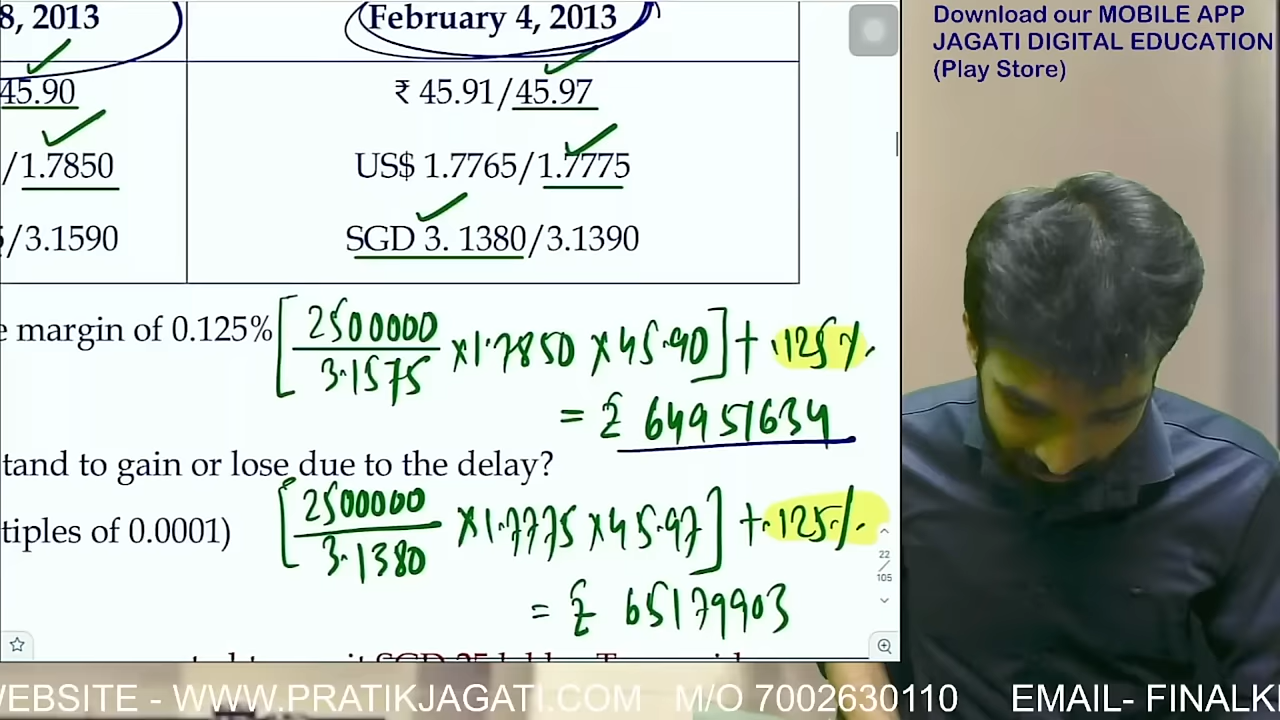 8, 2013
February 4, 2013
45.90
₹ 45.91/45.97
/1.7850
US$ 1.7765/1.7775
/3.1590
SGD 3. 1380/3.1390
e margin of 0.125%
[2500000/3.1575 ×1.7850 ×45.90] + .125%.
= ₹ 64951634
tand to gain or lose due to the delay?
tiples of 0.0001)
[2500000/3.1380 ×1.7775 ×45.97] + .125%.
= ₹ 65179903
22
/
105
Download our MOBILE APP
JAGATI DIGITAL EDUCATION
(Play Store)
WEBSITE - WWW.PRATIKJAGATI.COM M/O 7002630110 EMAIL- FINALK